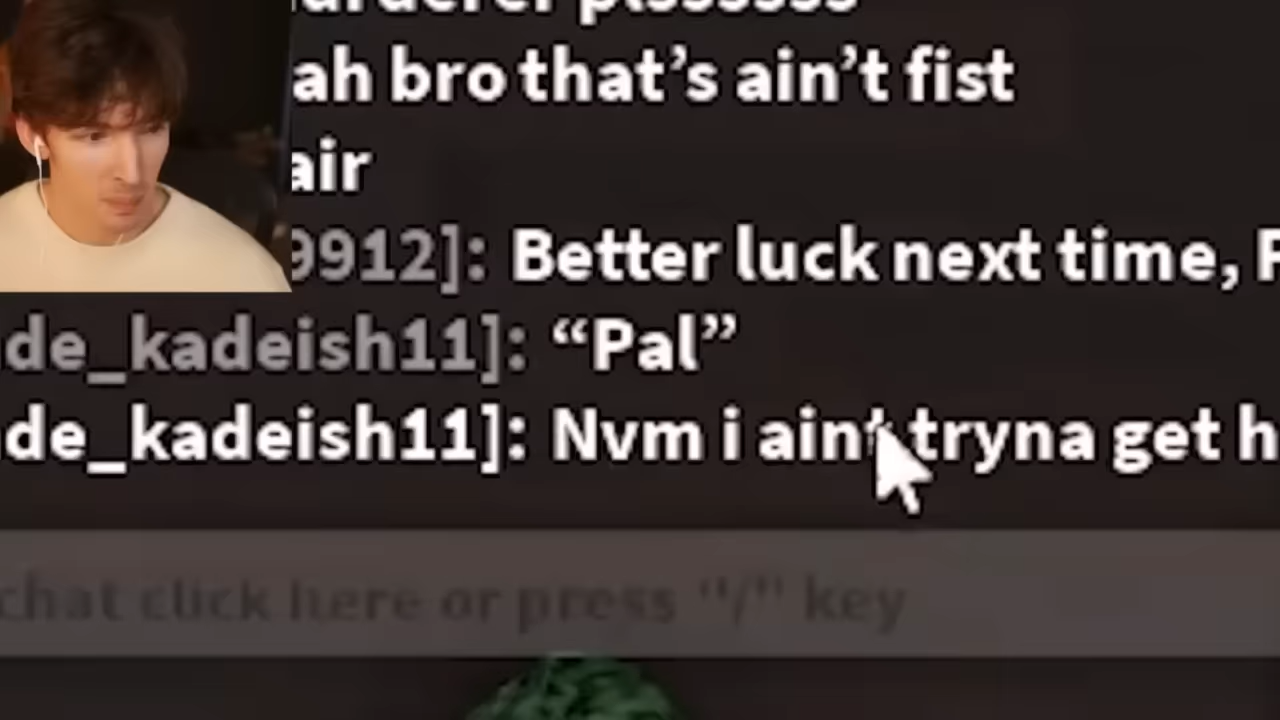 plssssss
ah bro that’s ain’t fist
air
9912]: Better luck next time,
de_kadeish11]: “Pal”
de_kadeish11]: Nvm i ain't tryna get
chat click here or press "/" key